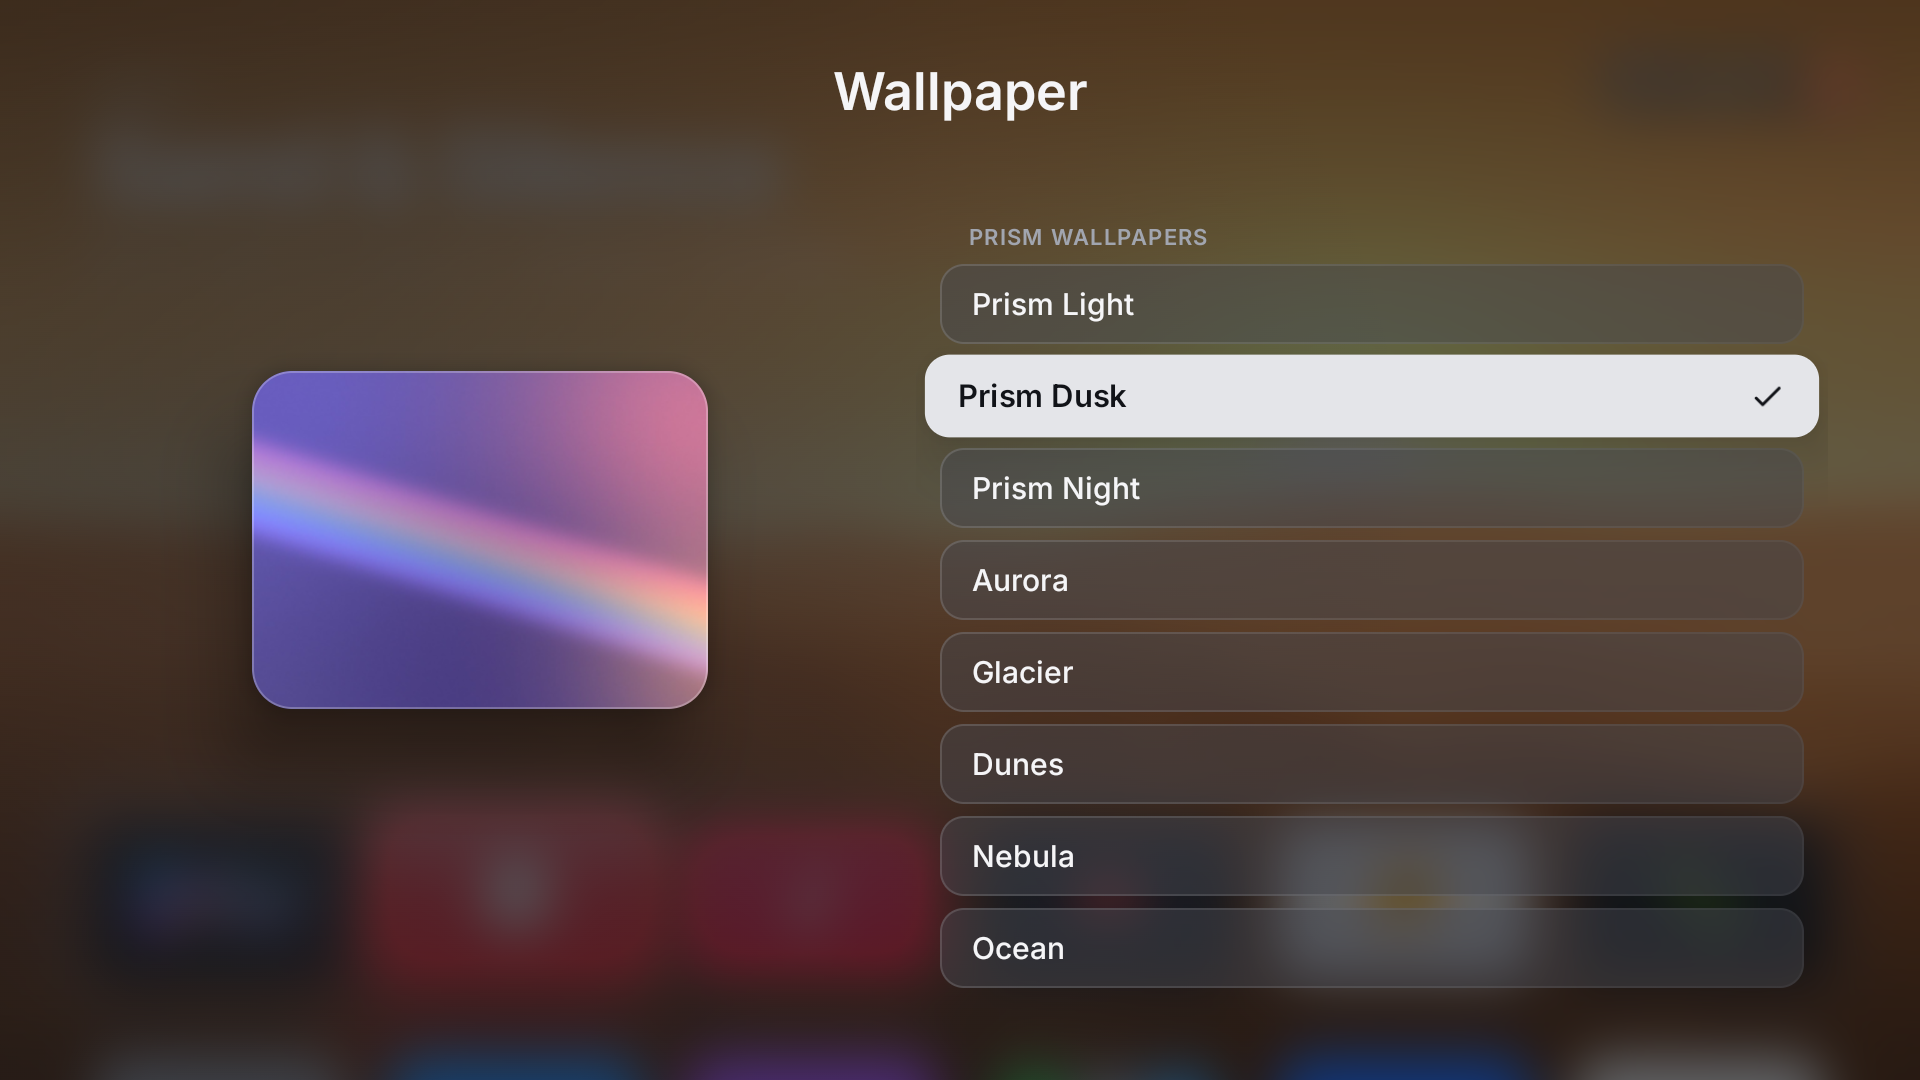 Wallpaper
PRISM WALLPAPERS
Prism Light
Prism Dusk
Prism Night
Aurora
Glacier
Dunes
Nebula
Ocean